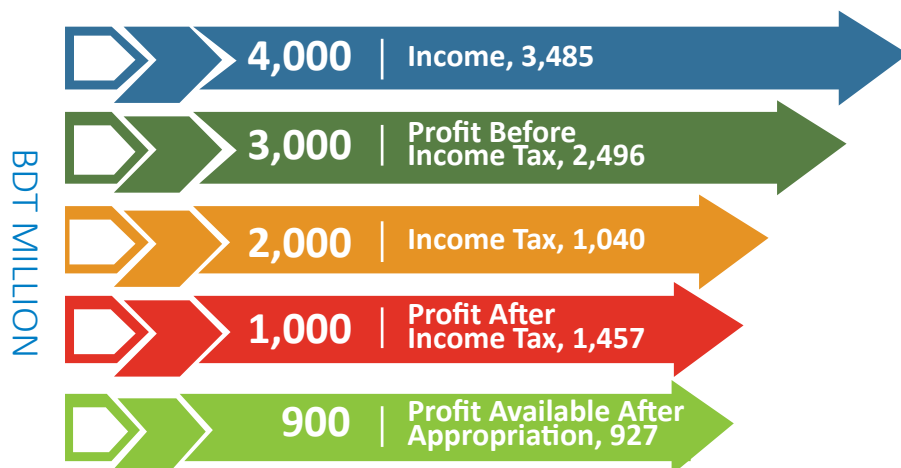 BDT MILLION
4,000
Income, 3,485
3,000
Profit Before
Income Tax, 2,496
2,000
Income Tax, 1,040
1,000
Profit After
Income Tax, 1,457
900
Profit Available After
Appropriation, 927